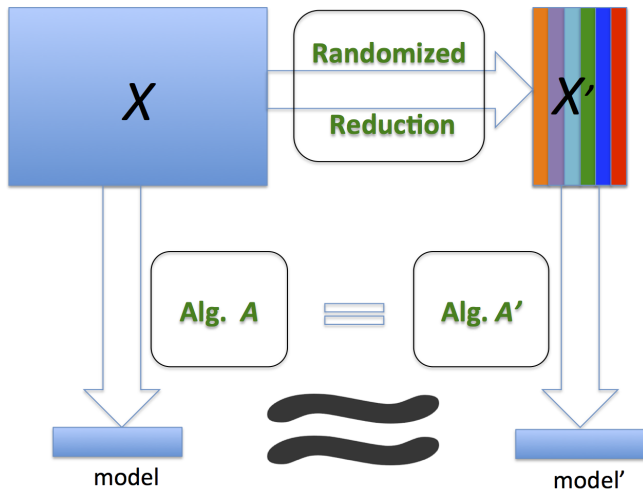 Randomized
X
X'
Reduction
Alg. A
Alg. A'
model
model'